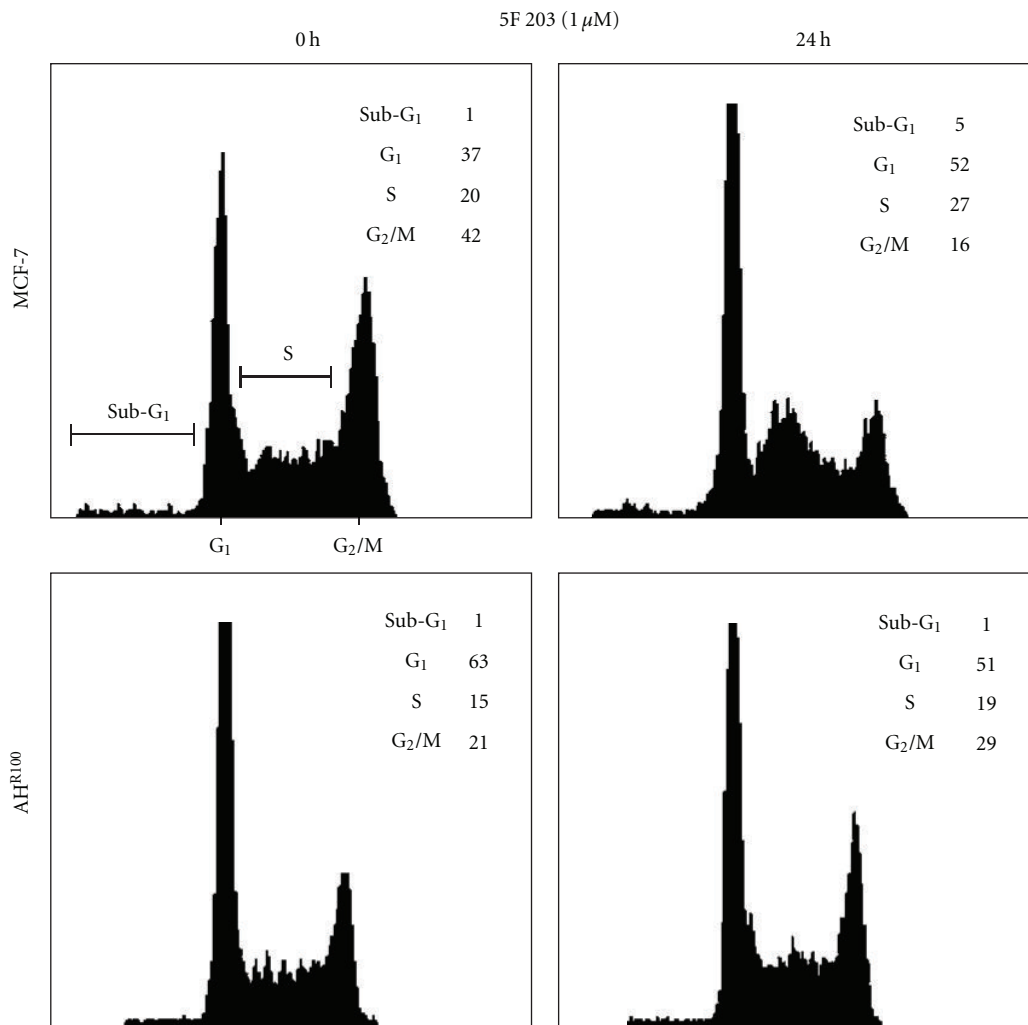 5F 203 (1 μM)
0 h
24 h
MCF-7
Sub-G₁ 1
G₁ 37
S 20
G₂/M 42
S
Sub-G₁
G₁
G₂/M
Sub-G₁ 5
G₁ 52
S 27
G₂/M 16
AHᴿ¹⁰⁰
Sub-G₁ 1
G₁ 63
S 15
G₂/M 21
Sub-G₁ 1
G₁ 51
S 19
G₂/M 29